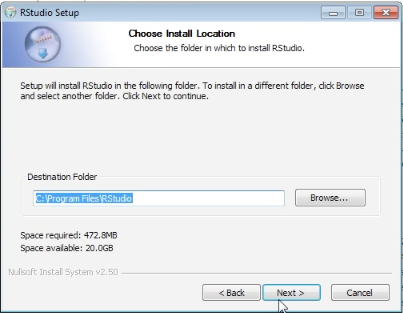 RStudio Setup
Choose Install Location
Choose the folder in which to install RStudio.
Setup will install RStudio in the following folder. To install in a different folder, click Browse
and select another folder. Click Next to continue.
Destination Folder
C:\Program Files\RStudio
Browse...
Space required: 472.8MB
Space available: 20.0GB
Nullsoft Install System v2.50
< Back
Next >
Cancel